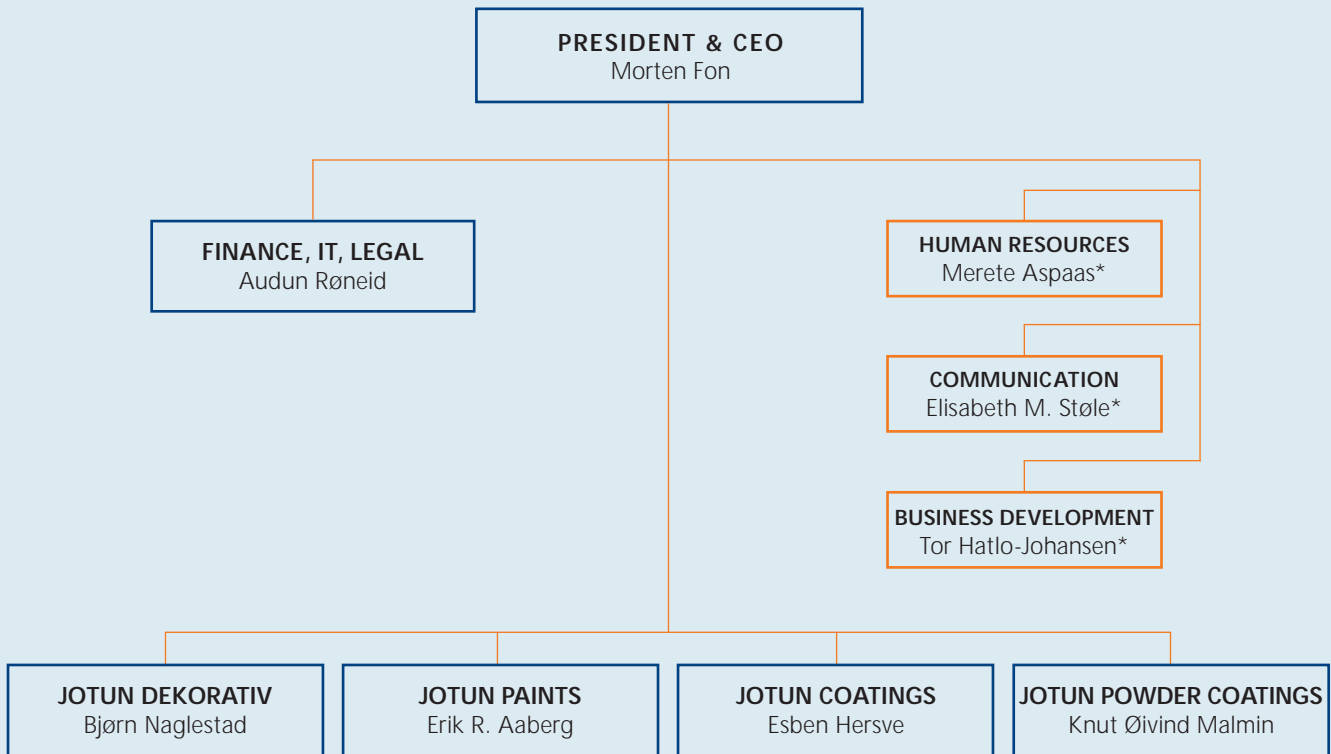 PRESIDENT & CEO
Morten Fon
FINANCE, IT, LEGAL
Audun Røneid
HUMAN RESOURCES
Merete Aspaas*
COMMUNICATION
Elisabeth M. Støle*
BUSINESS DEVELOPMENT
Tor Hatlo-Johansen*
JOTUN DEKORATIV
Bjørn Naglestad
JOTUN PAINTS
Erik R. Aaberg
JOTUN COATINGS
Esben Hersve
JOTUN POWDER COATINGS
Knut Øivind Malmin